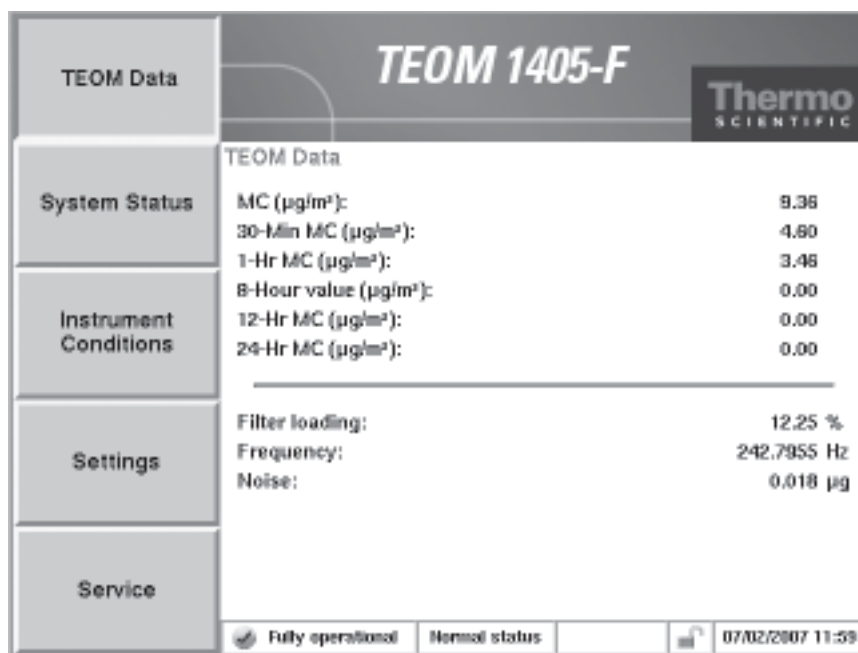 TEOM Data
System Status
Instrument
Conditions
Settings
Service
TEOM 1405-F
Thermo
SCIENTIFIC
TEOM Data
MC (µg/m³): 9.36
30-Min MC (µg/m³): 4.60
1-Hr MC (µg/m³): 3.46
8-Hour value (µg/m³): 0.00
12-Hr MC (µg/m³): 0.00
24-Hr MC (µg/m³): 0.00
Filter loading: 12.25 %
Frequency: 242.7955 Hz
Noise: 0.018 µg
Fully operational Normal status 07/02/2007 11:59